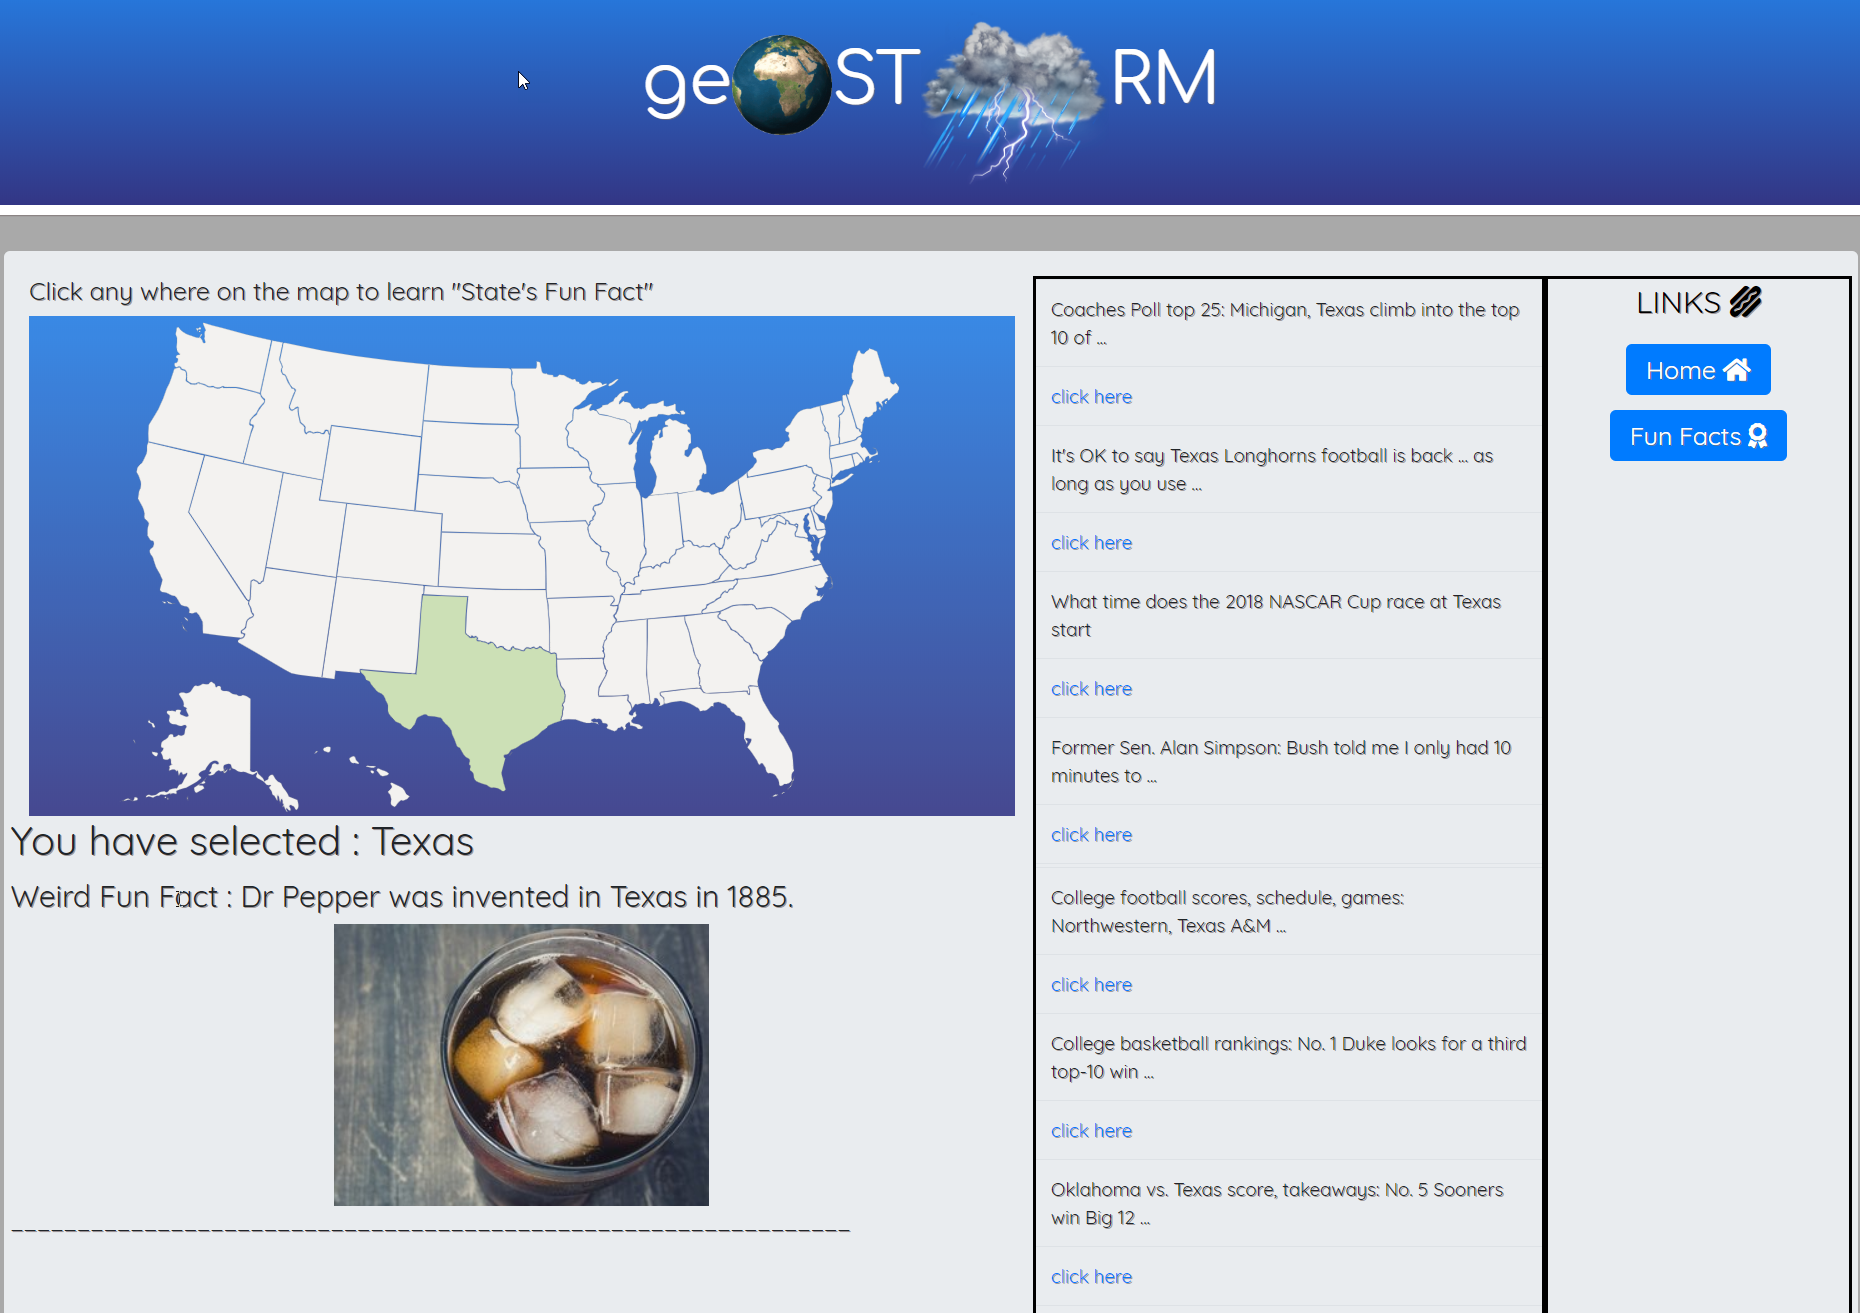 geOSTORM
Click any where on the map to learn "State's Fun Fact"
You have selected : Texas
Weird Fun Fact : Dr Pepper was invented in Texas in 1885.
________________________________________________________________
Coaches Poll top 25: Michigan, Texas climb into the top
10 of ...
click here
It's OK to say Texas Longhorns football is back ... as
long as you use ...
click here
What time does the 2018 NASCAR Cup race at Texas
start
click here
Former Sen. Alan Simpson: Bush told me I only had 10
minutes to ...
click here
College football scores, schedule, games:
Northwestern, Texas A&M ...
click here
College basketball rankings: No. 1 Duke looks for a third
top-10 win ...
click here
Oklahoma vs. Texas score, takeaways: No. 5 Sooners
win Big 12 ...
click here
LINKS
Home
Fun Facts